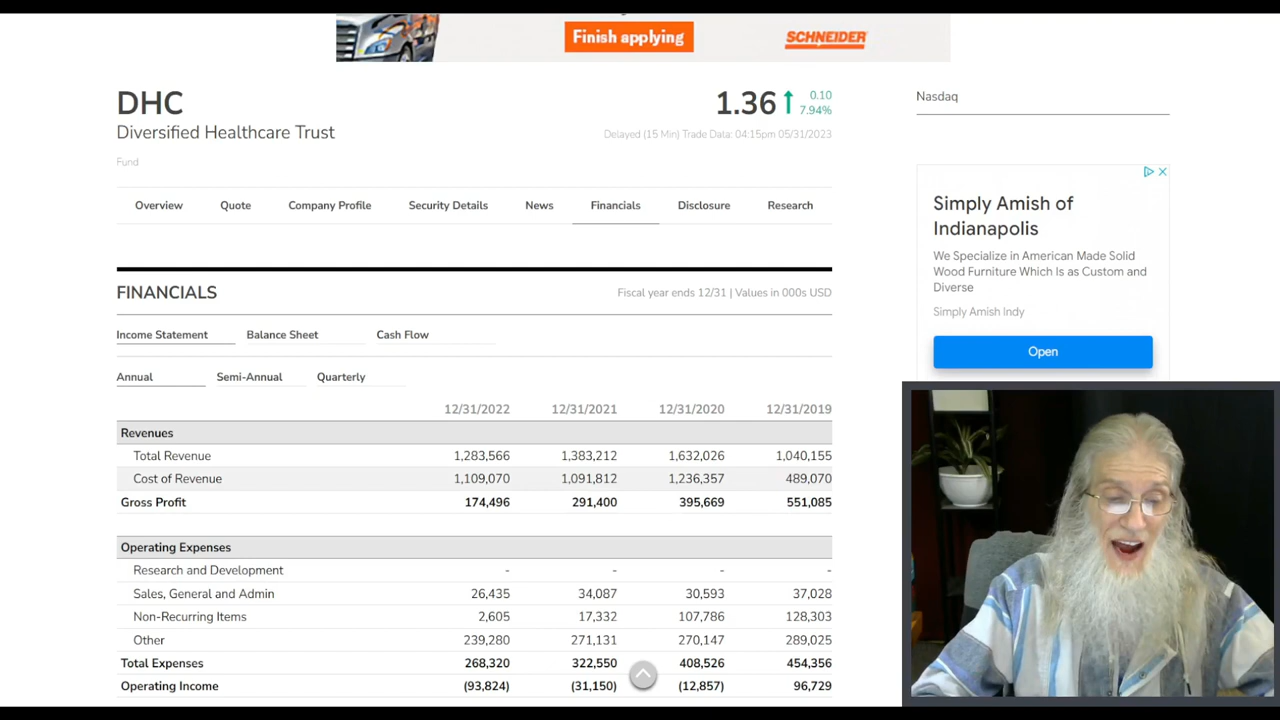 Finish applying
SCHNEIDER
DHC
1.36 0.10
7.94%
Diversified Healthcare Trust
Delayed (15 Min) Trade Data: 04:15pm 05/31/2023
Fund
Overview Quote Company Profile Security Details News Financials Disclosure Research
FINANCIALS
Fiscal year ends 12/31 | Values in 000s USD
Income Statement Balance Sheet Cash Flow
Annual Semi-Annual Quarterly
12/31/2022 12/31/2021 12/31/2020 12/31/2019
Revenues
Total Revenue 1,283,566 1,383,212 1,632,026 1,040,155
Cost of Revenue 1,109,070 1,091,812 1,236,357 489,070
Gross Profit 174,496 291,400 395,669 551,085
Operating Expenses
Research and Development - - - -
Sales, General and Admin 26,435 34,087 30,593 37,028
Non-Recurring Items 2,605 17,332 107,786 128,303
Other 239,280 271,131 270,147 289,025
Total Expenses 268,320 322,550 408,526 454,356
Operating Income (93,824) (31,150) (12,857) 96,729
Nasdaq
Simply Amish of
Indianapolis
We Specialize in American Made Solid
Wood Furniture Which Is as Custom and
Diverse
Simply Amish Indy
Open